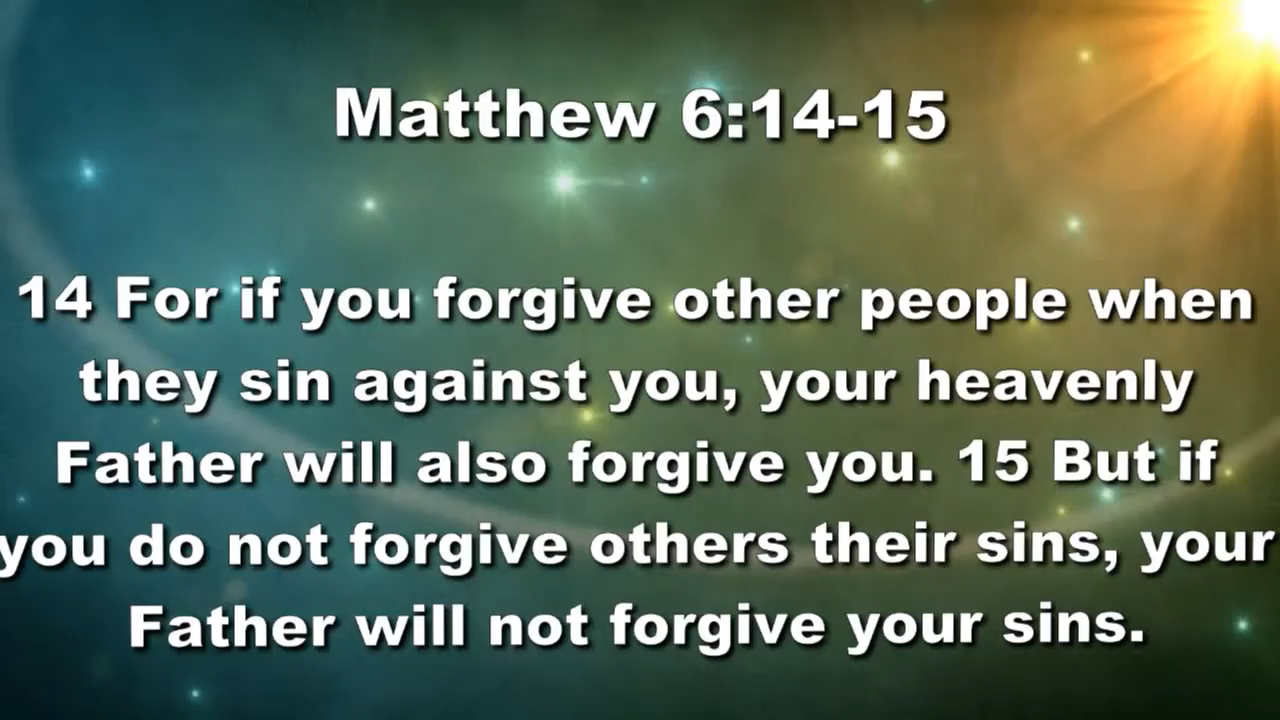 Matthew 6:14-15
14 For if you forgive other people when
they sin against you, your heavenly
Father will also forgive you. 15 But if
you do not forgive others their sins, your
Father will not forgive your sins.